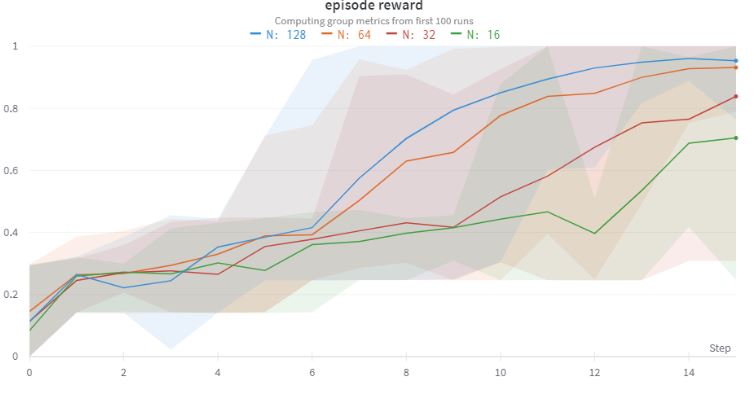 episode reward
Computing group metrics from first 100 runs
N: 128 N: 64 N: 32 N: 16
1
0.8
0.6
0.4
0.2
0
Step
0 2 4 6 8 10 12 14